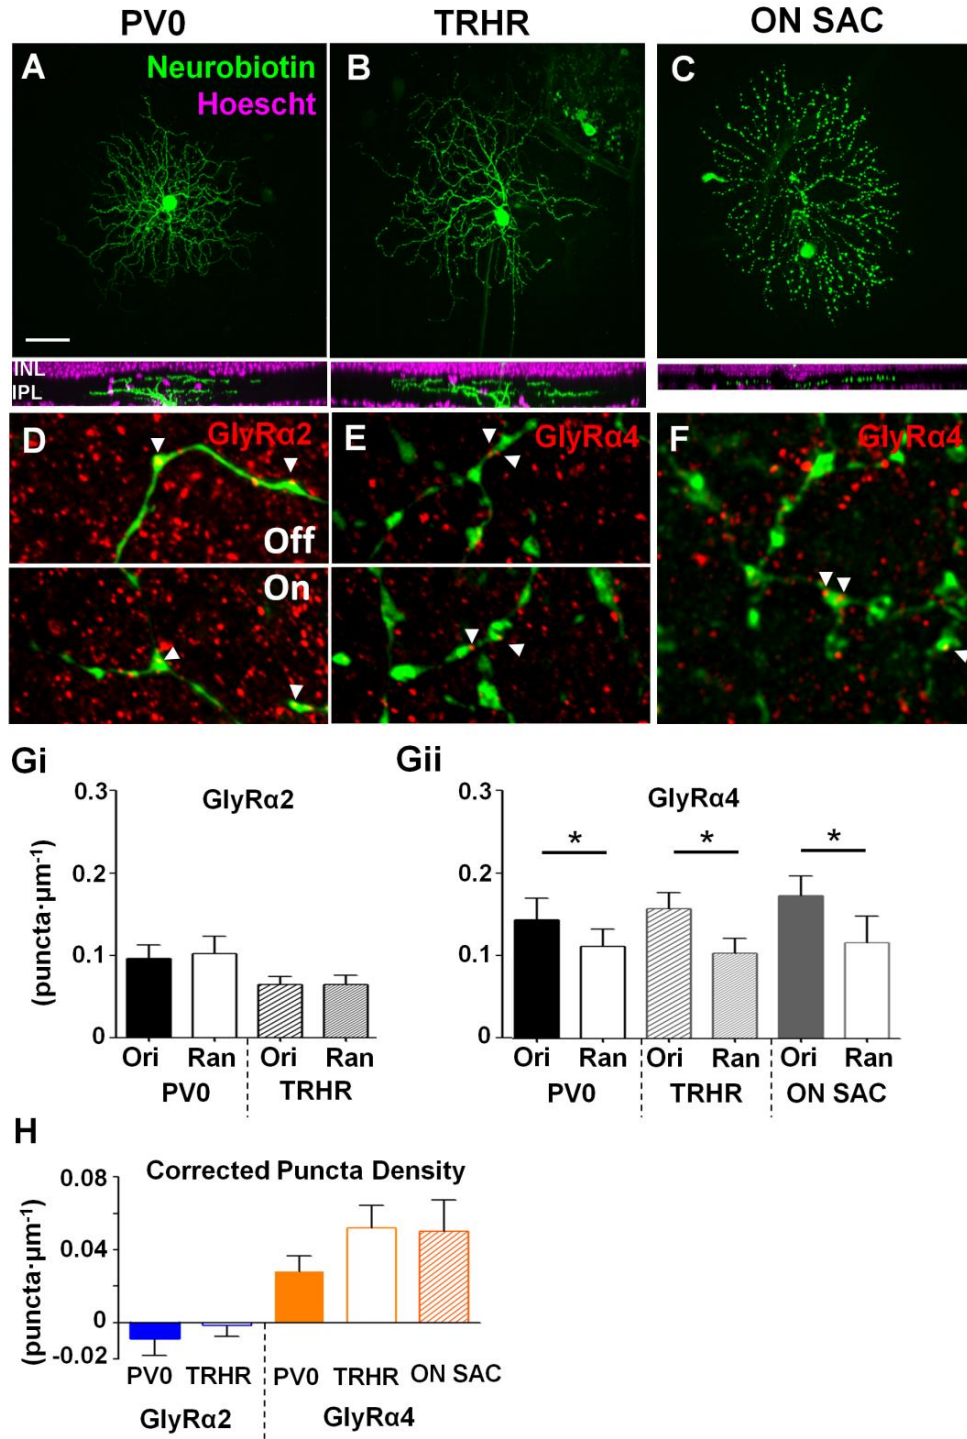 PV0 TRHR ON SAC
A Neurobiotin B C
Hoescht
INL
IPL
D GlyRα2 E GlyRα4 F GlyRα4
Off
On
Gi Gii
0.3 GlyRα2 0.3 GlyRα4
* * *
0.2 0.2
(puncta·µm-1)
0.1 0.1
0 0
Ori Ran Ori Ran Ori Ran Ori Ran Ori Ran
PV0 TRHR PV0 TRHR ON SAC
H
Corrected Puncta Density
0.08
(puncta·µm-1)
0.04
0
-0.02
PV0 TRHR PV0 TRHR ON SAC
GlyRα2 GlyRα4